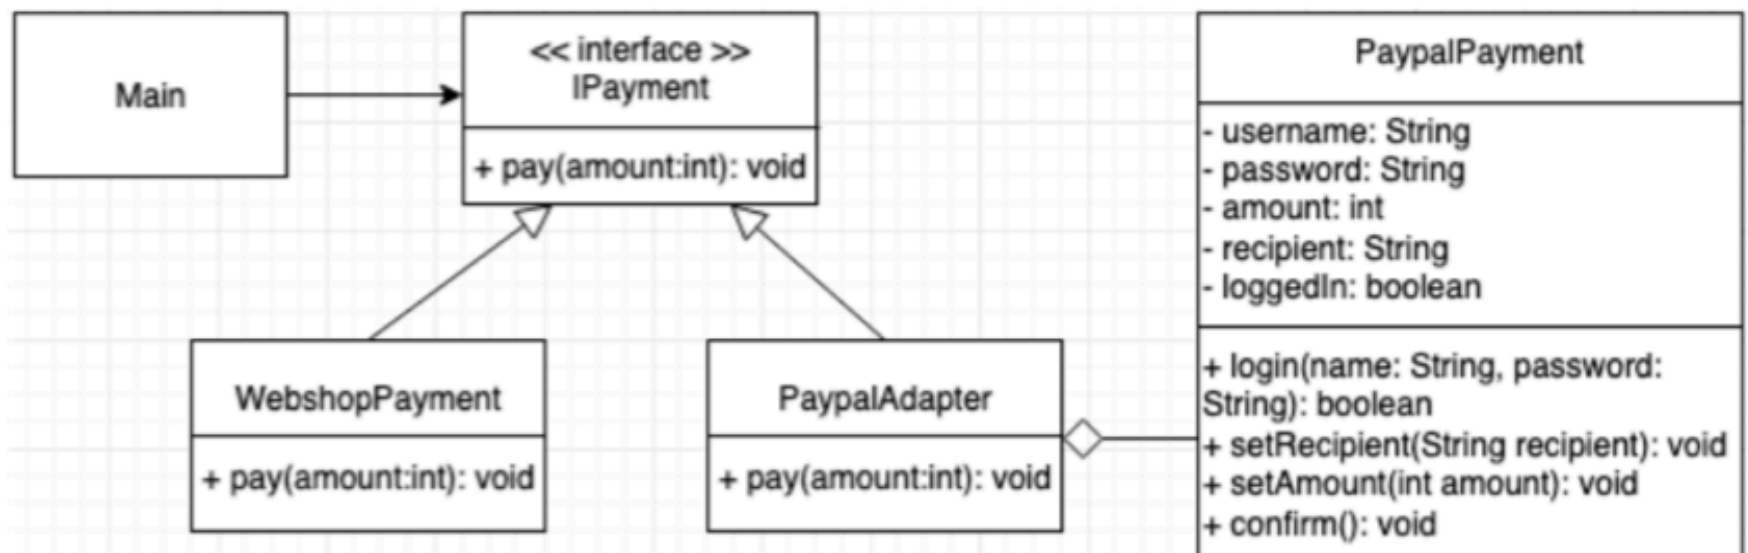 Main
<< interface >>
IPayment
+ pay(amount:int): void
WebshopPayment
+ pay(amount:int): void
PaypalAdapter
+ pay(amount:int): void
PaypalPayment
- username: String
- password: String
- amount: int
- recipient: String
- loggedIn: boolean
+ login(name: String, password:
String): boolean
+ setRecipient(String recipient): void
+ setAmount(int amount): void
+ confirm(): void